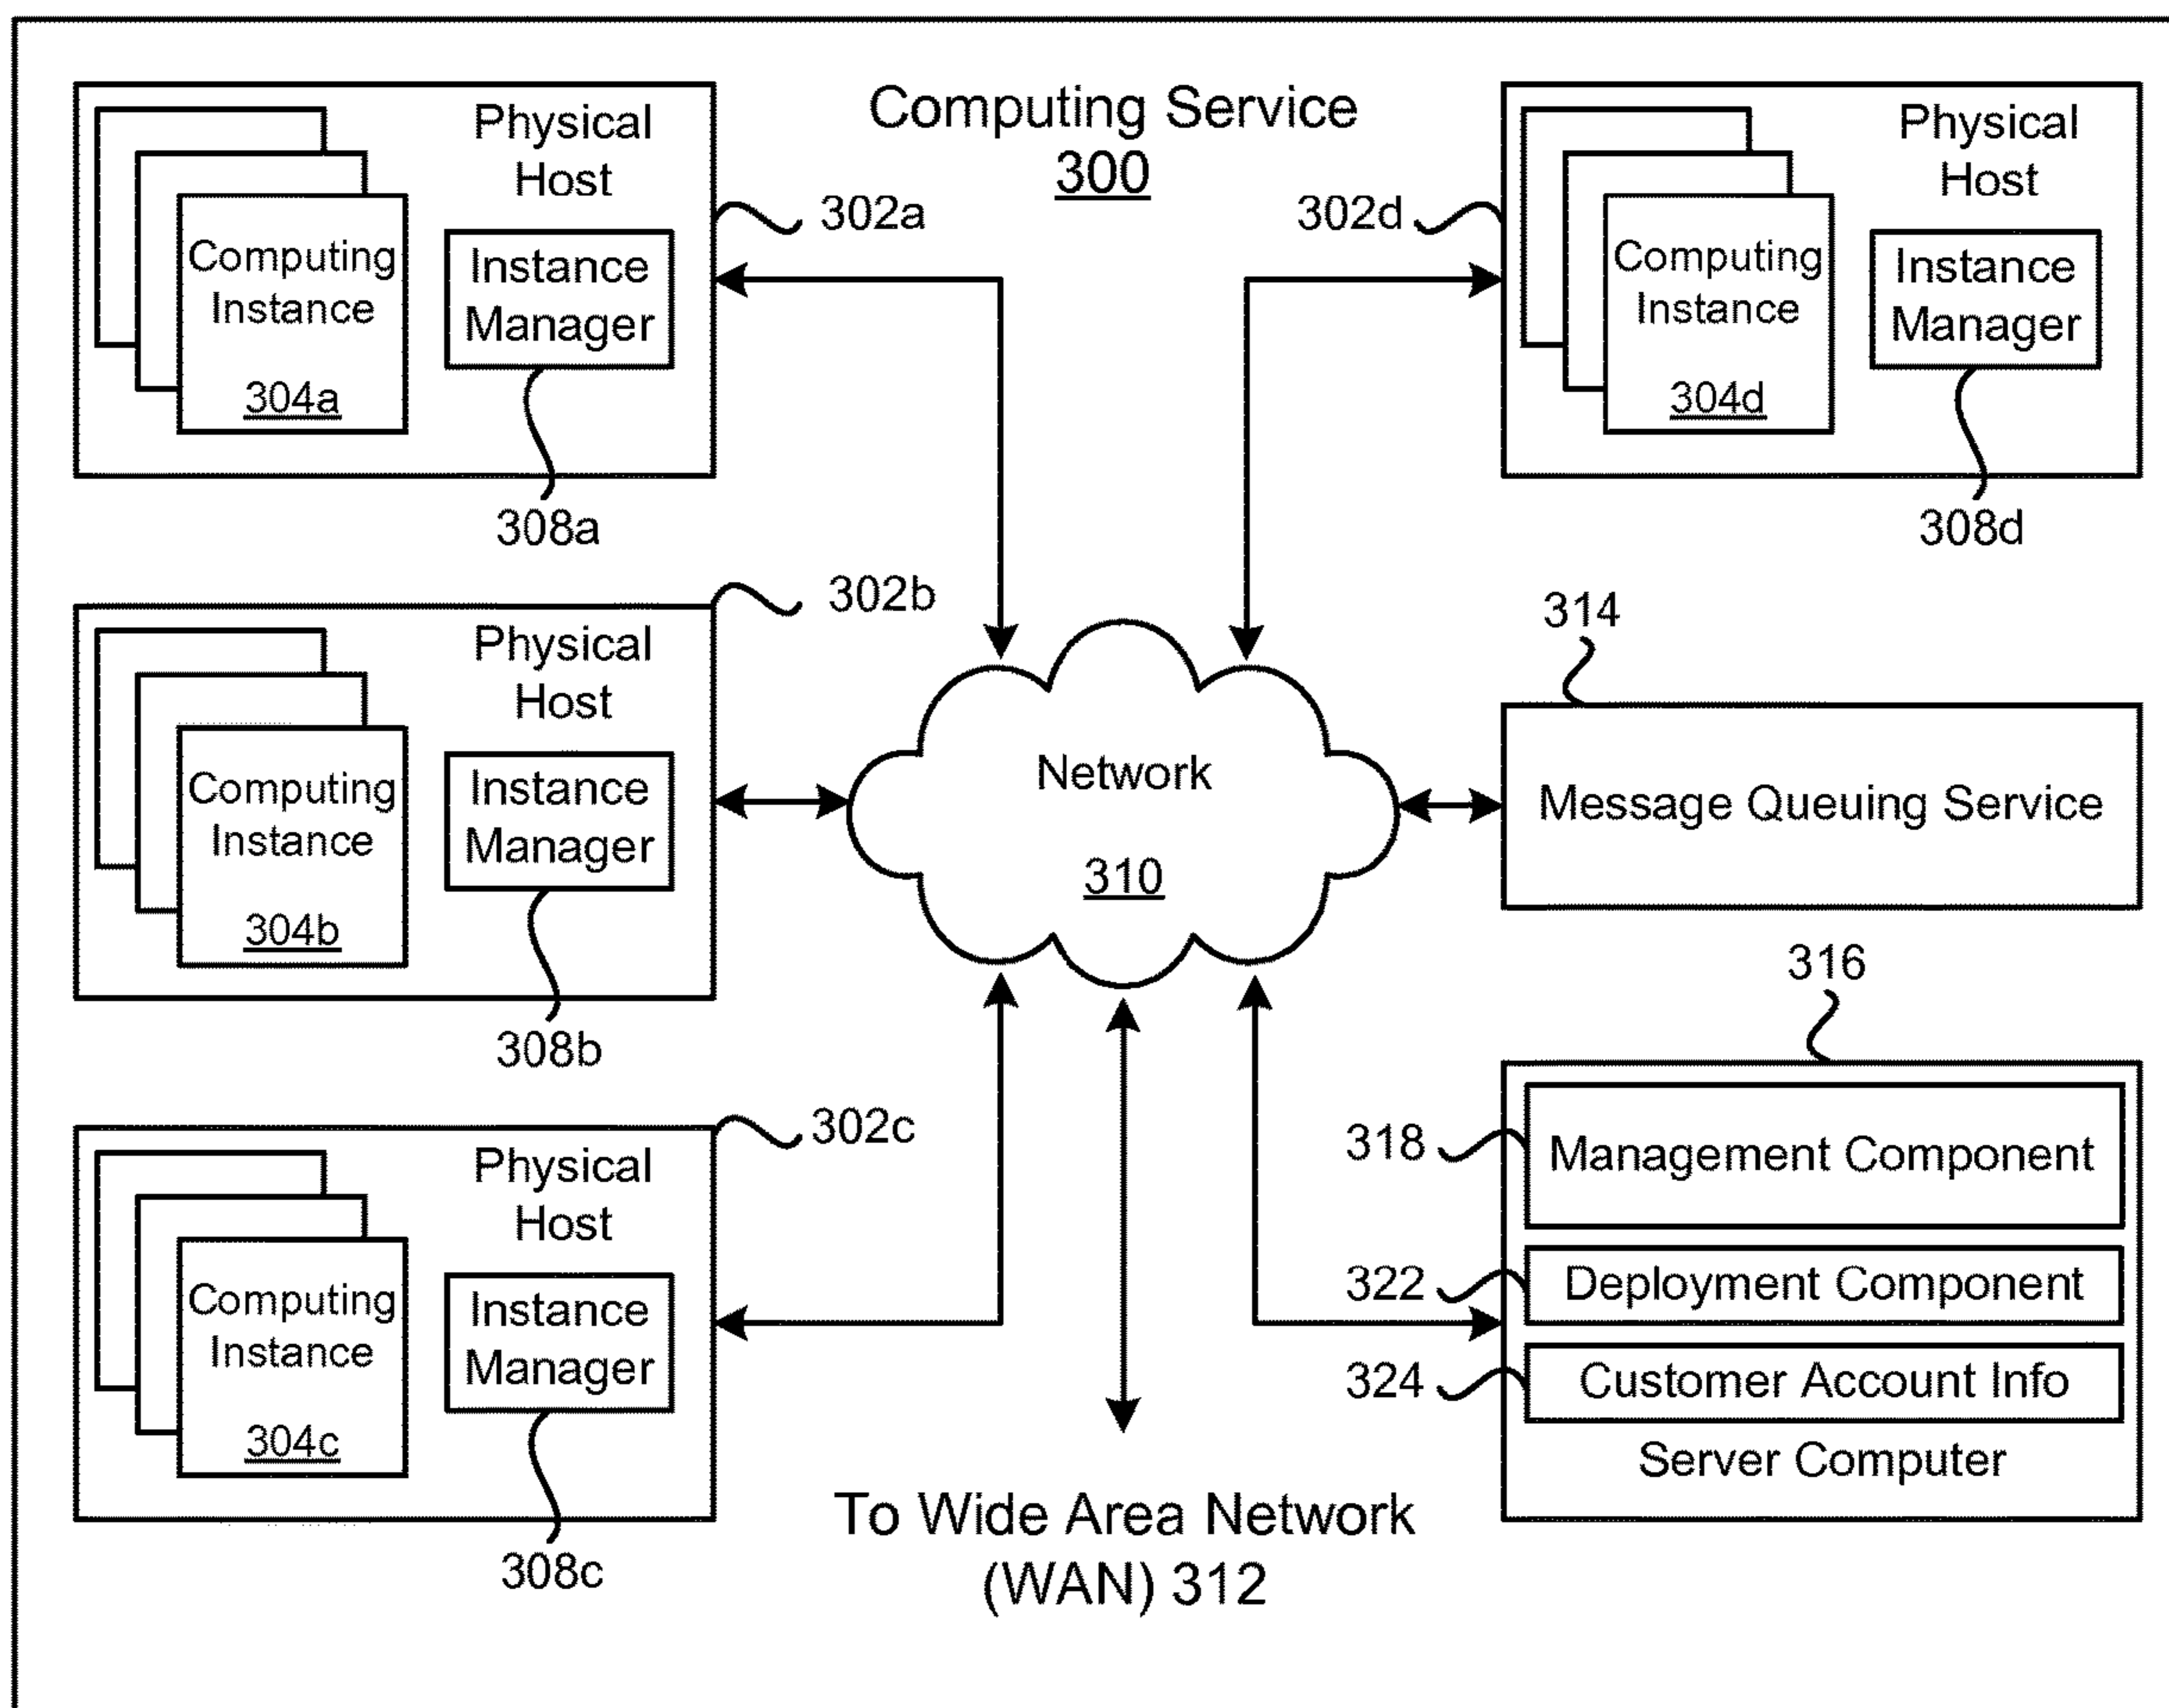 Computing Service
300
Physical
Host
Computing
Instance
304a
Instance
Manager
302a
308a
Physical
Host
Computing
Instance
304d
Instance
Manager
302d
308d
Physical
Host
Computing
Instance
304b
Instance
Manager
302b
308b
Network
310
314
Message Queuing Service
Physical
Host
Computing
Instance
304c
Instance
Manager
302c
308c
316
318
Management Component
322
Deployment Component
324
Customer Account Info
Server Computer
To Wide Area Network
(WAN) 312